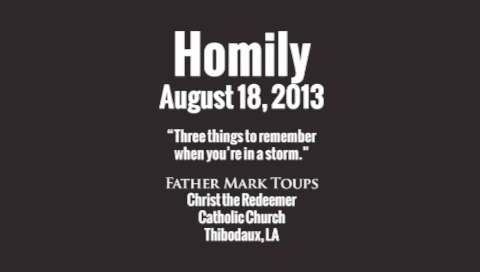 Homily
August 18, 2013
“Three things to remember
when you’re in a storm.”
Father Mark Toups
Christ the Redeemer
Catholic Church
Thibodaux, LA